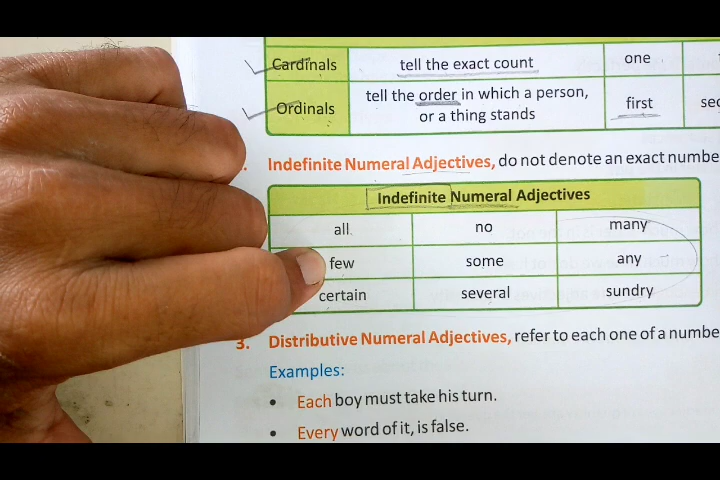 Cardinals tell the exact count one
Ordinals tell the order in which a person, or a thing stands first
Indefinite Numeral Adjectives, do not denote an exact numbe
Indefinite Numeral Adjectives
all no many
few some any
certain several sundry
3. Distributive Numeral Adjectives, refer to each one of a numbe
Examples:
• Each boy must take his turn.
• Every word of it, is false.